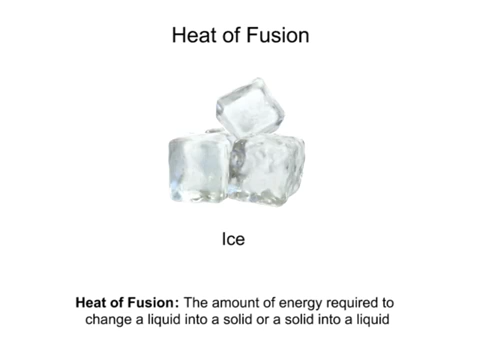 Heat of Fusion
Ice
Heat of Fusion: The amount of energy required to
change a liquid into a solid or a solid into a liquid